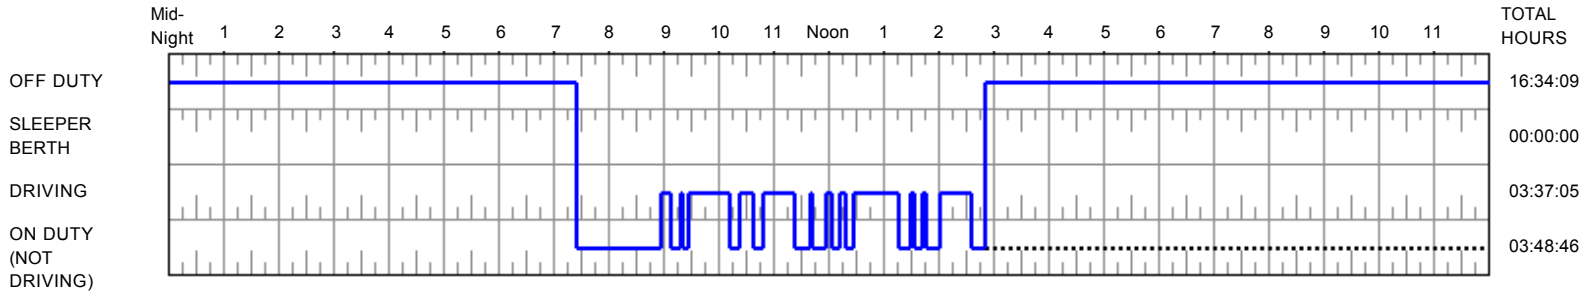 Mid-
Night 1 2 3 4 5 6 7 8 9 10 11 Noon 1 2 3 4 5 6 7 8 9 10 11
TOTAL
HOURS
OFF DUTY 16:34:09
SLEEPER
BERTH
00:00:00
DRIVING 03:37:05
ON DUTY
(NOT
DRIVING)
03:48:46